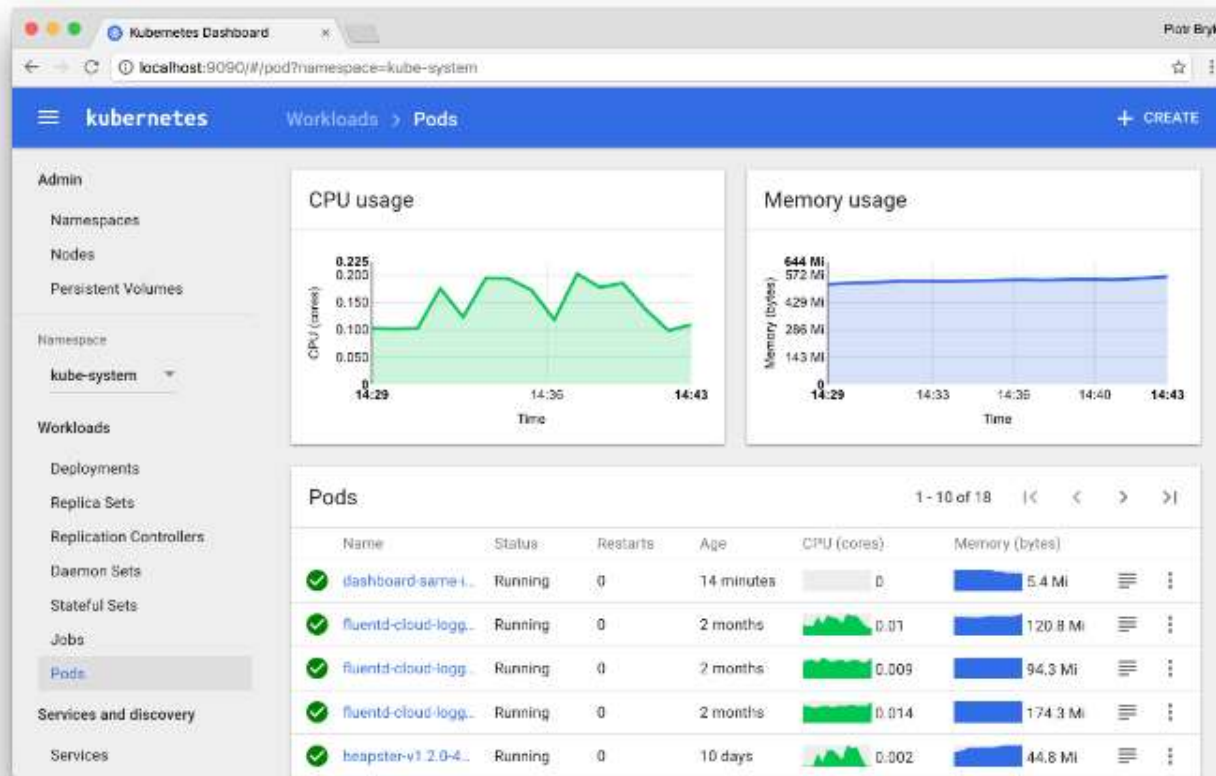 Kubernetes Dashboard ×
Piotr Bryk
localhost:9090/#/pod?namespace=kube-system
kubernetes
Workloads > Pods
+ CREATE
Admin
Namespaces
Nodes
Persistent Volumes
Namespace
kube-system
Workloads
Deployments
Replica Sets
Replication Controllers
Daemon Sets
Stateful Sets
Jobs
Pods
Services and discovery
Services
CPU usage
0.225
0.200
0.150
0.100
0.050
0
CPU (cores)
14:29 14:36 14:43
Time
Memory usage
644 Mi
572 Mi
429 Mi
286 Mi
143 Mi
0
Memory (bytes)
14:29 14:33 14:36 14:40 14:43
Time
Pods
1 - 10 of 18 |< < > >|
Name Status Restarts Age CPU (cores) Memory (bytes)
dashboard-same-i... Running 0 14 minutes 0 5.4 Mi
fluentd-cloud-logg... Running 0 2 months 0.01 120.8 Mi
fluentd-cloud-logg... Running 0 2 months 0.009 94.3 Mi
fluentd-cloud-logg... Running 0 2 months 0.014 174.3 Mi
heapster-v1.2.0-4... Running 0 10 days 0.002 44.8 Mi